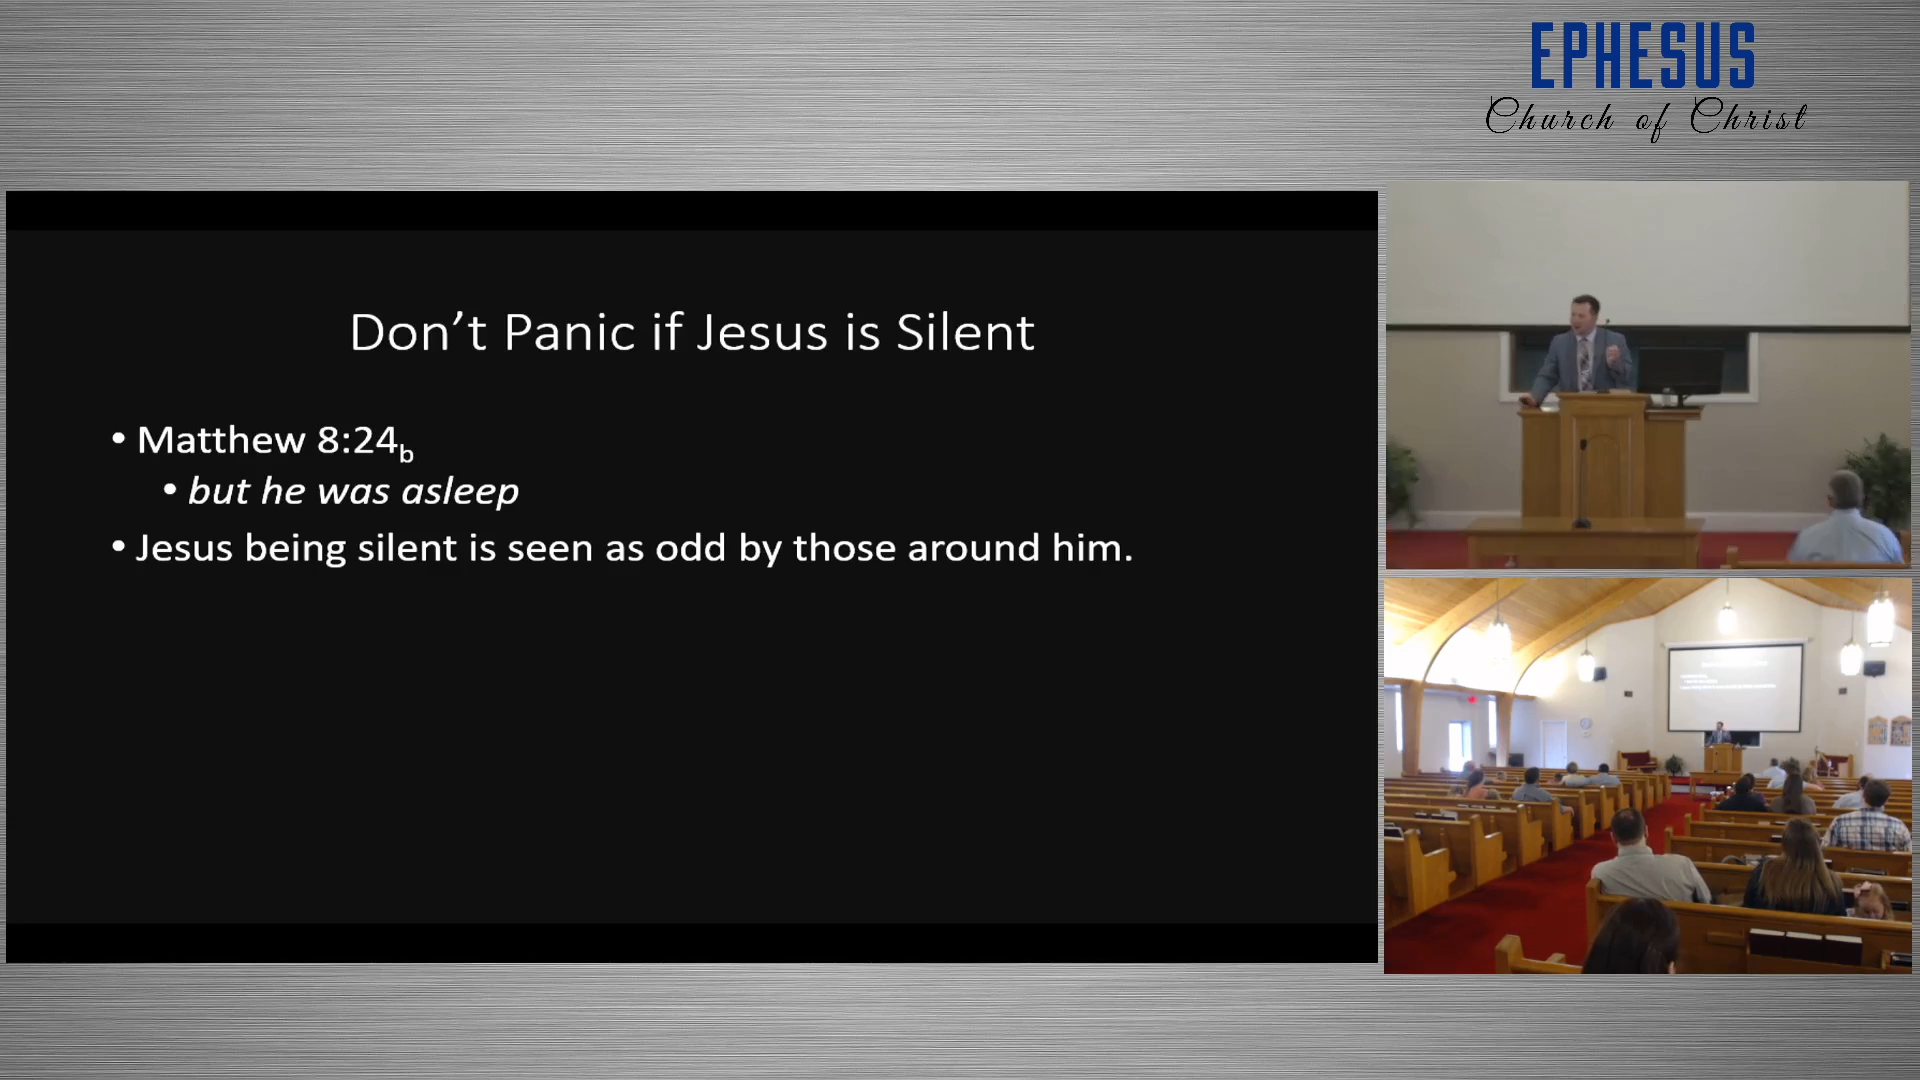 EPHESUS
Church of Christ
Don't Panic if Jesus is Silent
• Matthew 8:24b
• but he was asleep
• Jesus being silent is seen as odd by those around him.